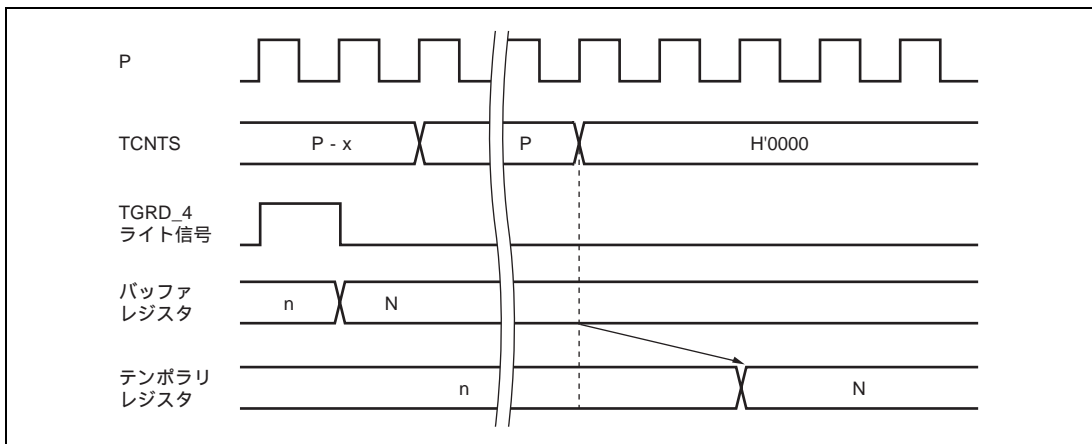 P
TCNTS
P - x
P
H'0000
TGRD_4
ライト信号
バッファ
レジスタ
n
N
テンポラリ
レジスタ
n
N